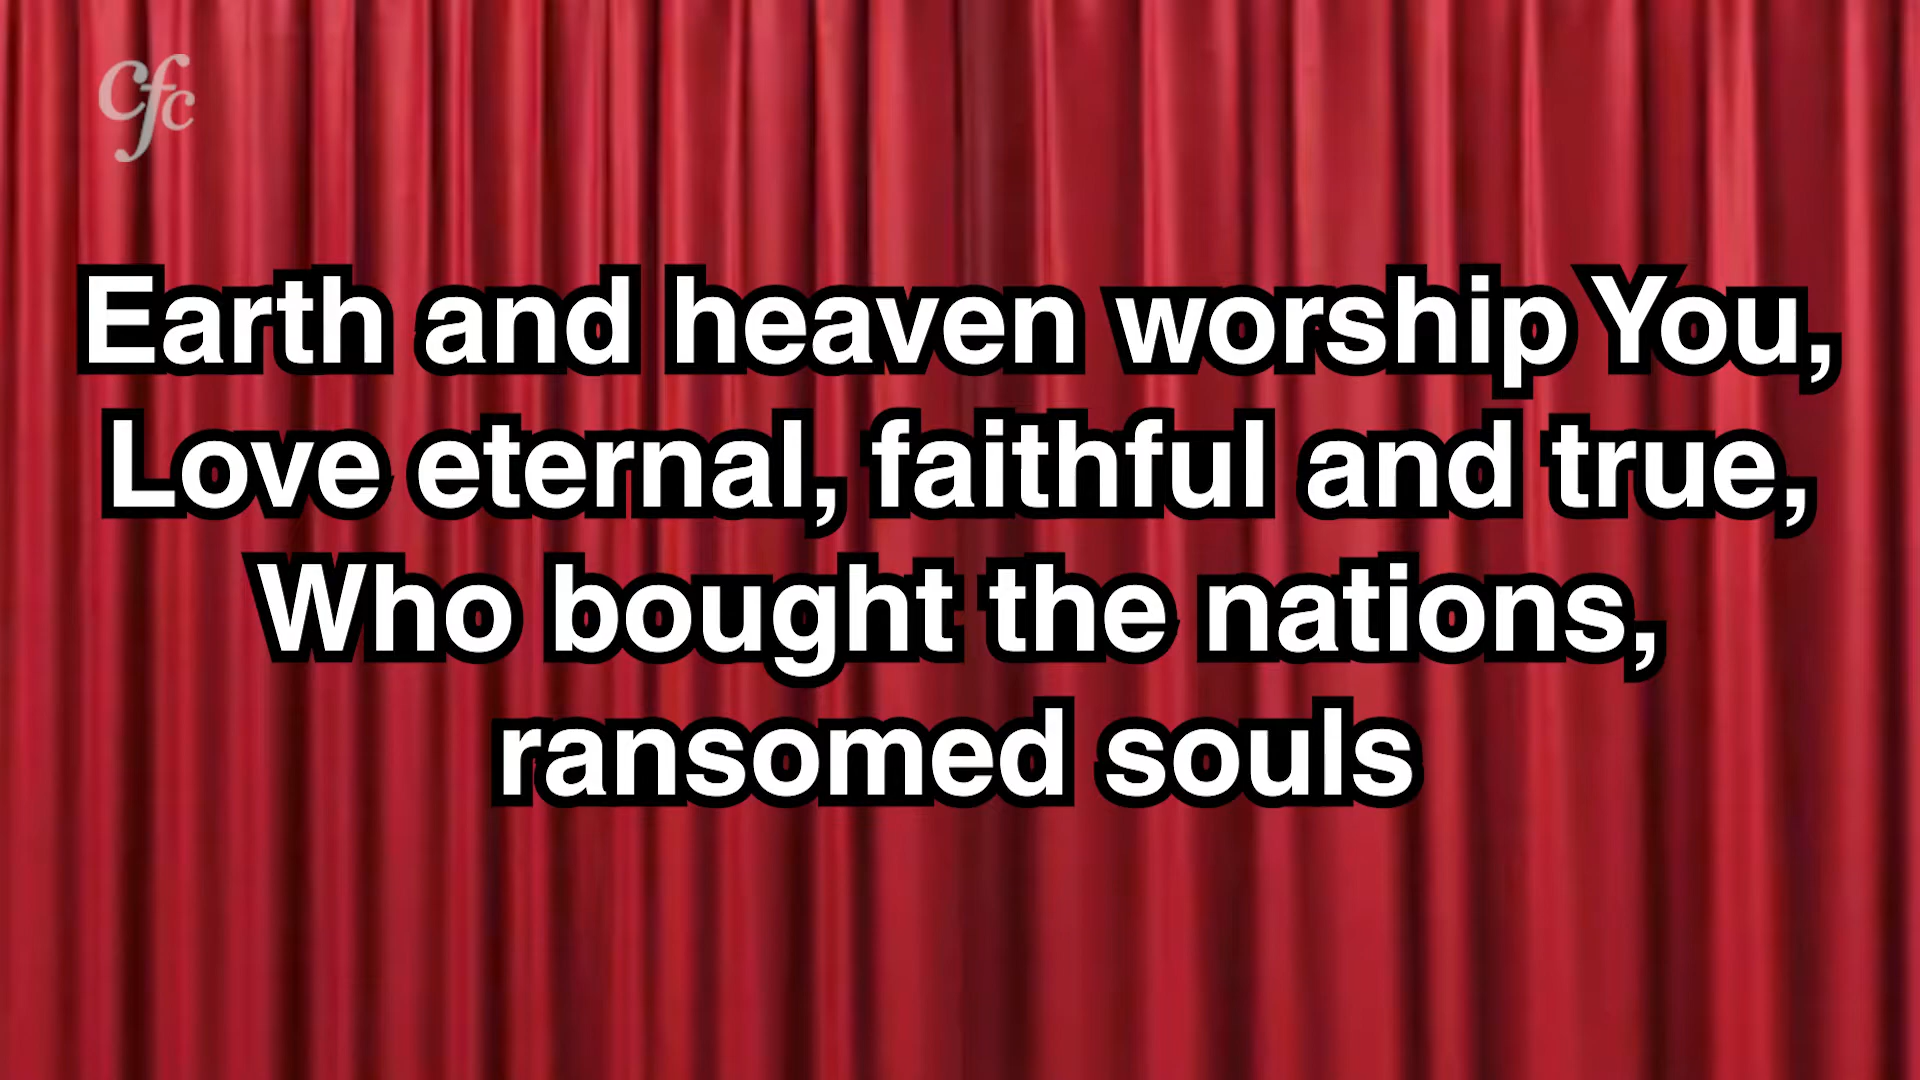 cfc
Earth and heaven worship You,
Love eternal, faithful and true,
Who bought the nations,
ransomed souls